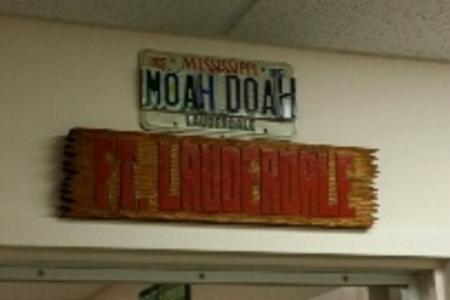 MISSISSIPPI
MOAH DOAH
LAUDERDALE
FT. LAUDERDALE